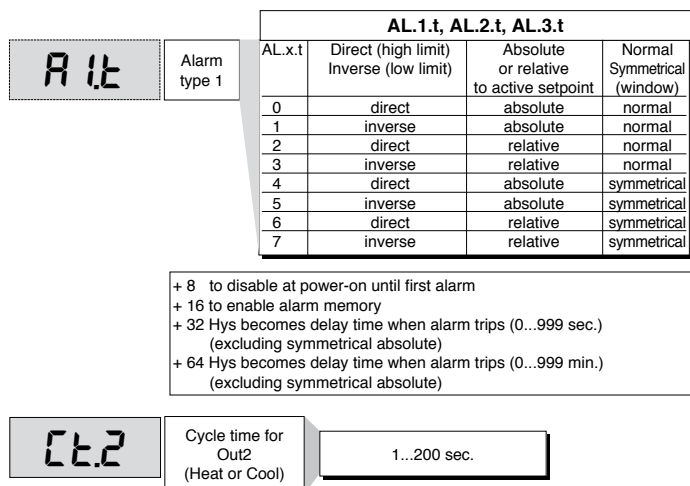 AL.1.t, AL.2.t, AL.3.t
A1.t
Alarm
type 1
AL.x.t Direct (high limit) Absolute Normal
Inverse (low limit) or relative Symmetrical
to active setpoint (window)
0 direct absolute normal
1 inverse absolute normal
2 direct relative normal
3 inverse relative normal
4 direct absolute symmetrical
5 inverse absolute symmetrical
6 direct relative symmetrical
7 inverse relative symmetrical
+ 8 to disable at power-on until first alarm
+ 16 to enable alarm memory
+ 32 Hys becomes delay time when alarm trips (0...999 sec.)
(excluding symmetrical absolute)
+ 64 Hys becomes delay time when alarm trips (0...999 min.)
(excluding symmetrical absolute)
Ct.2
Cycle time for
Out2
(Heat or Cool)
1...200 sec.